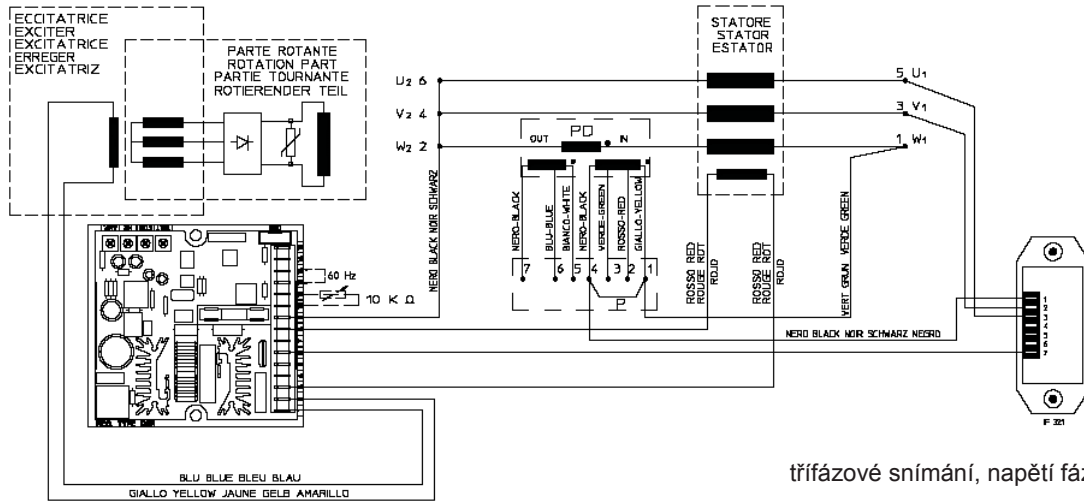 ECCITATRICE
EXCITER
EXCITATRICE
ERREGER
EXCITATRIZ
PARTE ROTANTE
ROTATION PART
PARTIE TOURNANTE
ROTIERENDER TEIL
STATORE
STATOR
ESTATOR
U2 6
V2 4
W2 2
5 U1
3 V1
1 W1
PD
OUT
IN
NERO-BLACK
BLU-BLUE
BIANCO-WHITE
NERO-BLACK
VERDE-GREEN
ROSSO-RED
GIALLO-YELLOW
7 6 5 4 3 2 1
P
NERO BLACK NOIR SCHWARZ
ROSSO RED
ROUGE ROT
ROJO
ROSSO RED
ROUGE ROT
ROJO
VERT GRUN VERDE GREEN
60 Hz
10 K Ω
NERO BLACK NOIR SCHWARZ NEGRO
1
2
3
4
5
6
7
BLU BLUE BLEU BLAU
GIALLO YELLOW JAUNE GELB AMARILLO
třífázové snímání, napětí fáz